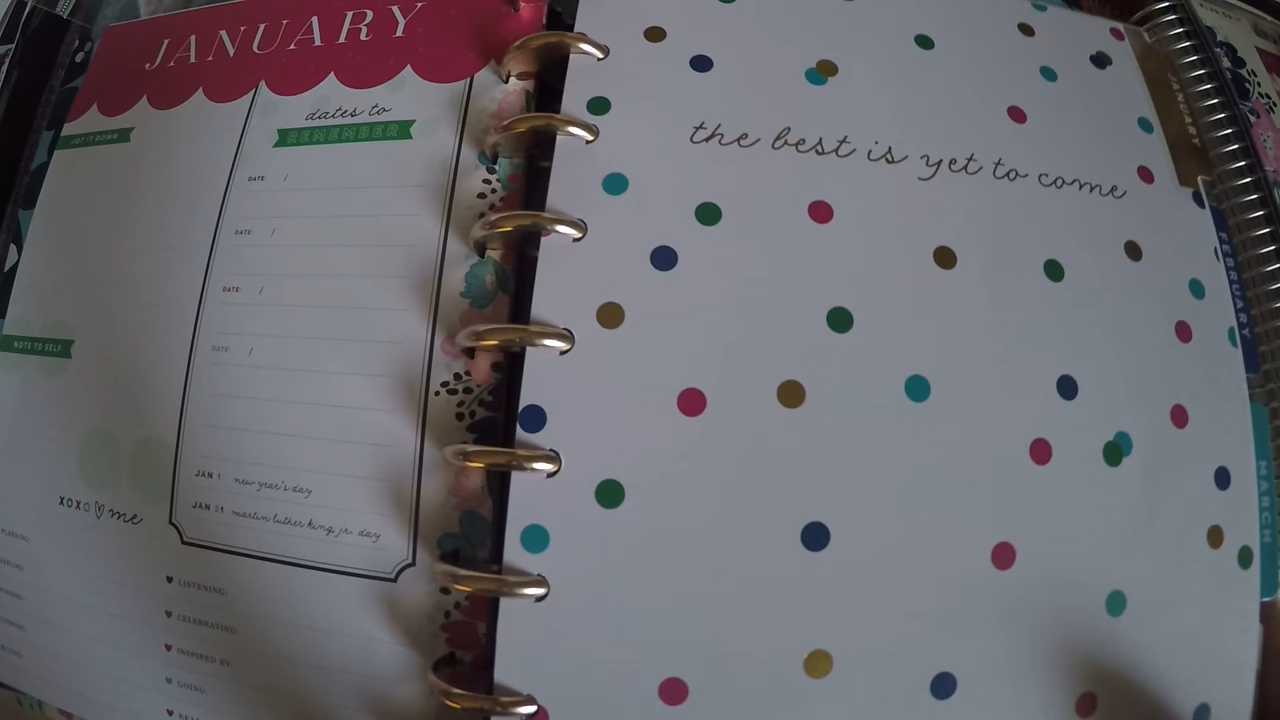 JANUARY
JOT IT DOWN
dates to
REMEMBER
DATE: /
DATE: /
DATE: /
DATE: /
NOTE TO SELF
JAN 1 new year's day
JAN 21 martin luther king, jr. day
XOXO me
LISTENING:
CELEBRATING:
INSPIRED BY:
GOING:
the best is yet to come
JANUARY
FEBRUARY
MARCH